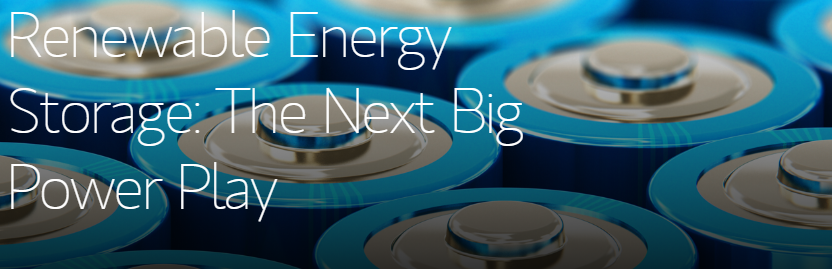 Renewable Energy
Storage: The Next Big
Power Play